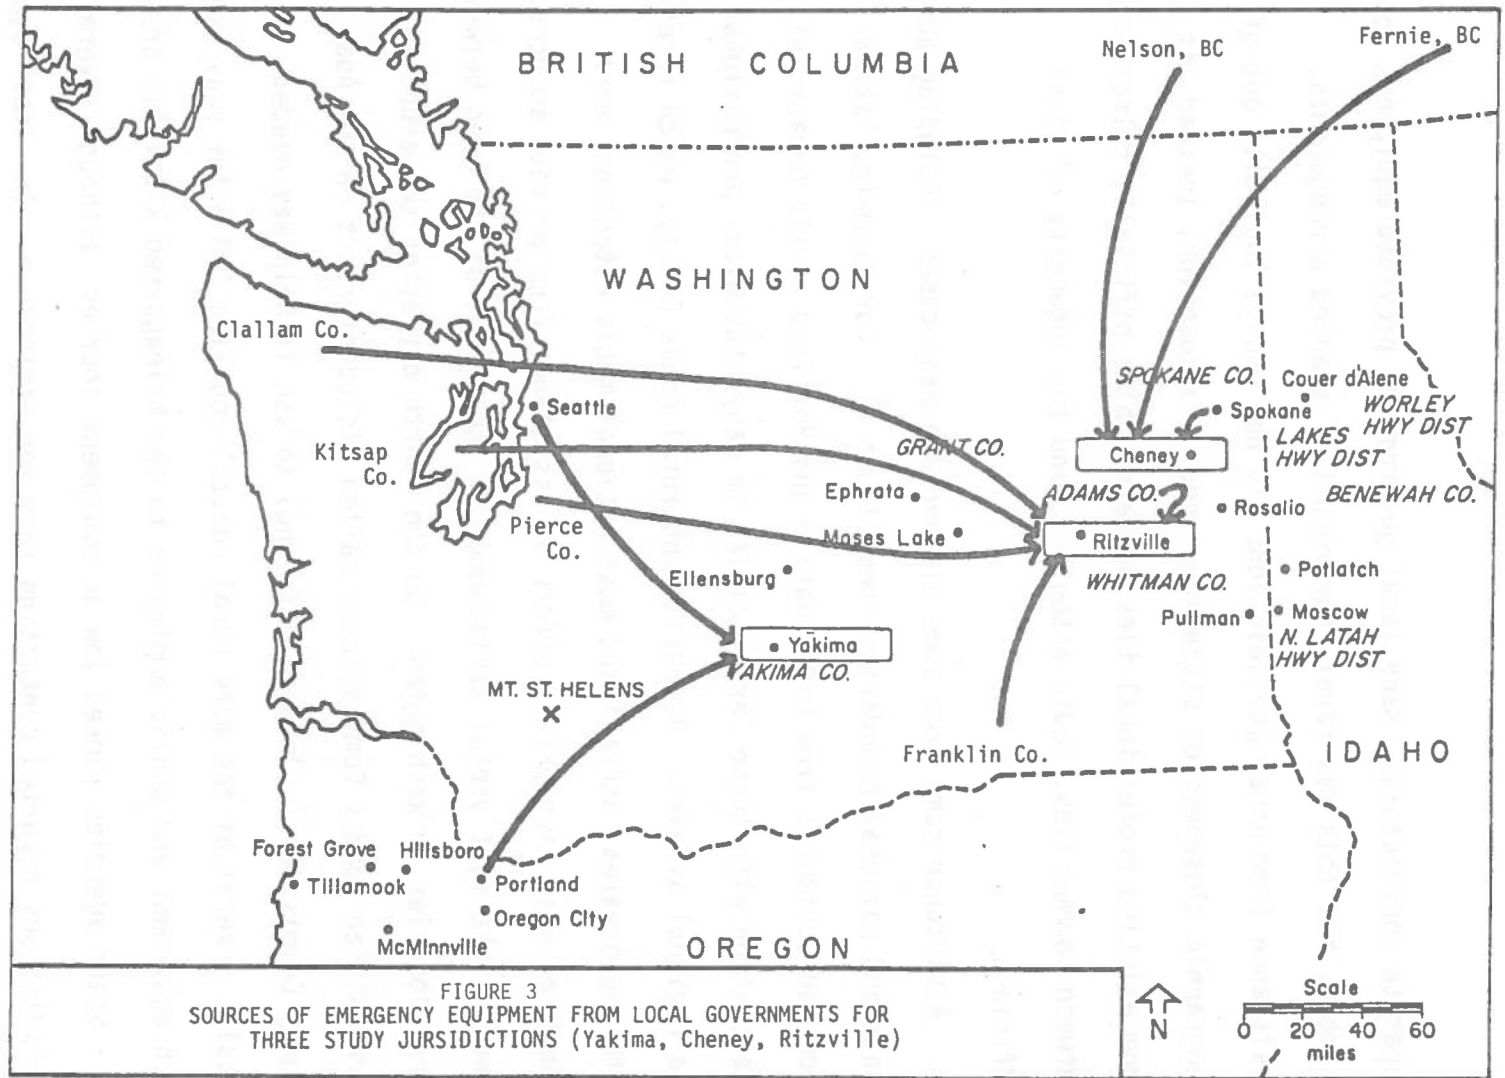 Nelson, BC
Fernie, BC
BRITISH COLUMBIA
WASHINGTON
Clallam Co.
Seattle
Kitsap
Co.
Pierce
Co.
SPOKANE CO.
Couer d'Alene
Spokane
WORLEY
HWY DIST
LAKES
HWY DIST
GRANT CO.
Cheney
BENEWAH CO.
Ephrata
ADAMS CO.
Rosalio
Moses Lake
Ritzville
Ellensburg
WHITMAN CO.
Potlatch
Pullman
Moscow
N. LATAH
HWY DIST
Yakima
YAKIMA CO.
MT. ST. HELENS
Franklin Co.
IDAHO
Forest Grove
Hillsboro
Tillamook
Portland
Oregon City
McMinnville
OREGON
FIGURE 3
SOURCES OF EMERGENCY EQUIPMENT FROM LOCAL GOVERNMENTS FOR
THREE STUDY JURSIDICTIONS (Yakima, Cheney, Ritzville)
N
Scale
0 20 40 60
miles